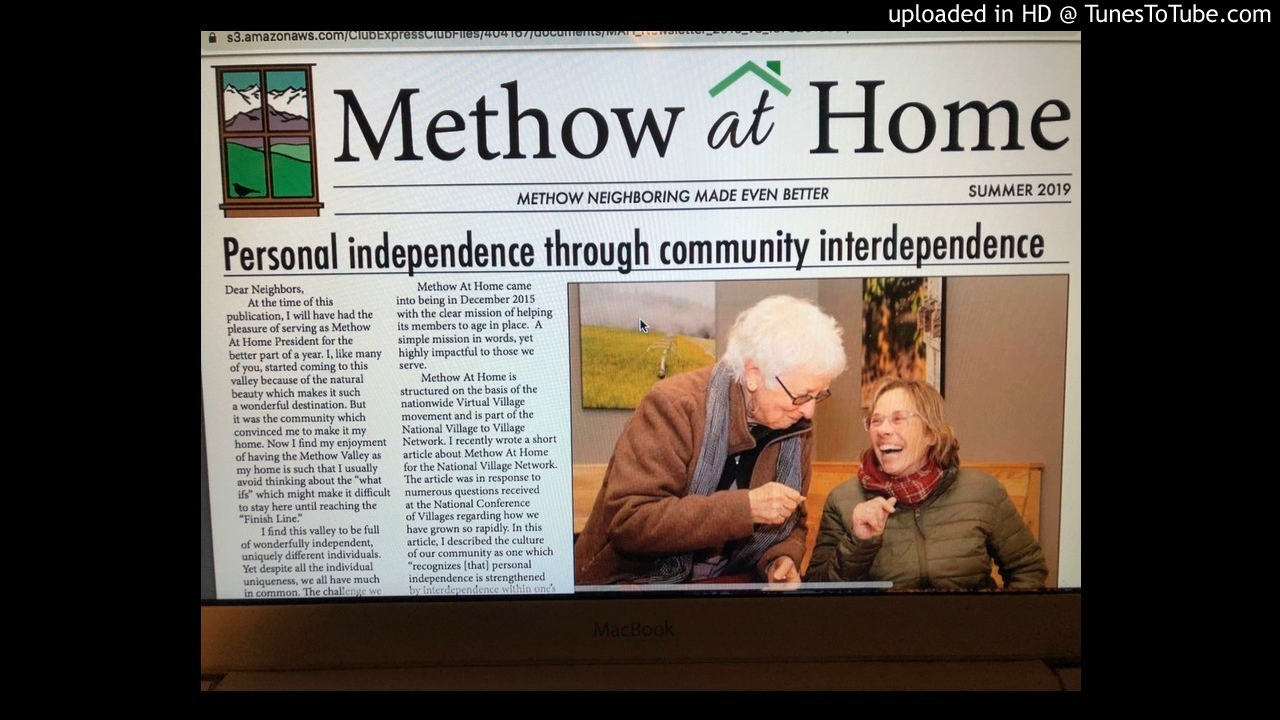 uploaded in HD @ TunesToTube.com
Methow at Home
METHOW NEIGHBORING MADE EVEN BETTER
SUMMER 2019
Personal independence through community interdependence
Dear Neighbors,
At the time of this
publication, I will have had the
pleasure of serving as Methow
At Home President for the
better part of a year. I, like many
of you, started coming to this
valley because of the natural
beauty which makes it such
a wonderful destination. But
it was the community which
convinced me to make it my
home. Now I find my enjoyment
of having the Methow Valley as
my home is such that I usually
avoid thinking about the “what
ifs” which might make it difficult
to stay here until reaching the
“Finish Line.”
I find this valley to be full
of wonderfully independent,
uniquely different individuals.
Yet despite all the individual
uniqueness, we all have much
in common. The challenge we
Methow At Home came
into being in December 2015
with the clear mission of helping
its members to age in place. A
simple mission in words, yet
highly impactful to those we
serve.
Methow At Home is
structured on the basis of the
nationwide Virtual Village
movement and is part of the
National Village to Village
Network. I recently wrote a short
article about Methow At Home
for the National Village Network.
The article was in response to
numerous questions received
at the National Conference
of Villages regarding how we
have grown so rapidly. In this
article, I described the culture
of our community as one which
“recognizes [that] personal
independence is strengthened
by interdependence within one's
MacBook